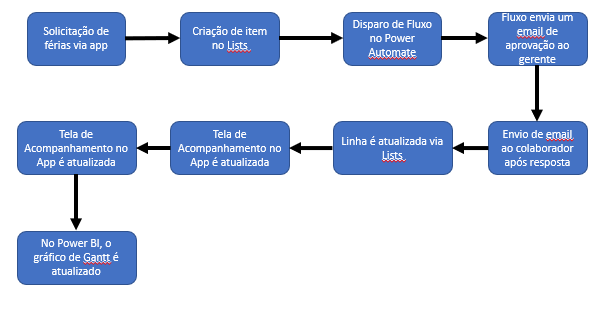 Solicitação de
férias via app
Criação de item
no Lists
Disparo de Fluxo
no Power
Automate
Fluxo envia um
email de
aprovação ao
gerente
Envio de email
ao colaborador
após resposta
Linha é atualizada via
Lists
Tela de
Acompanhamento no
App é atualizada
Tela de
Acompanhamento no
App é atualizada
No Power BI, o
gráfico de Gantt é
atualizado